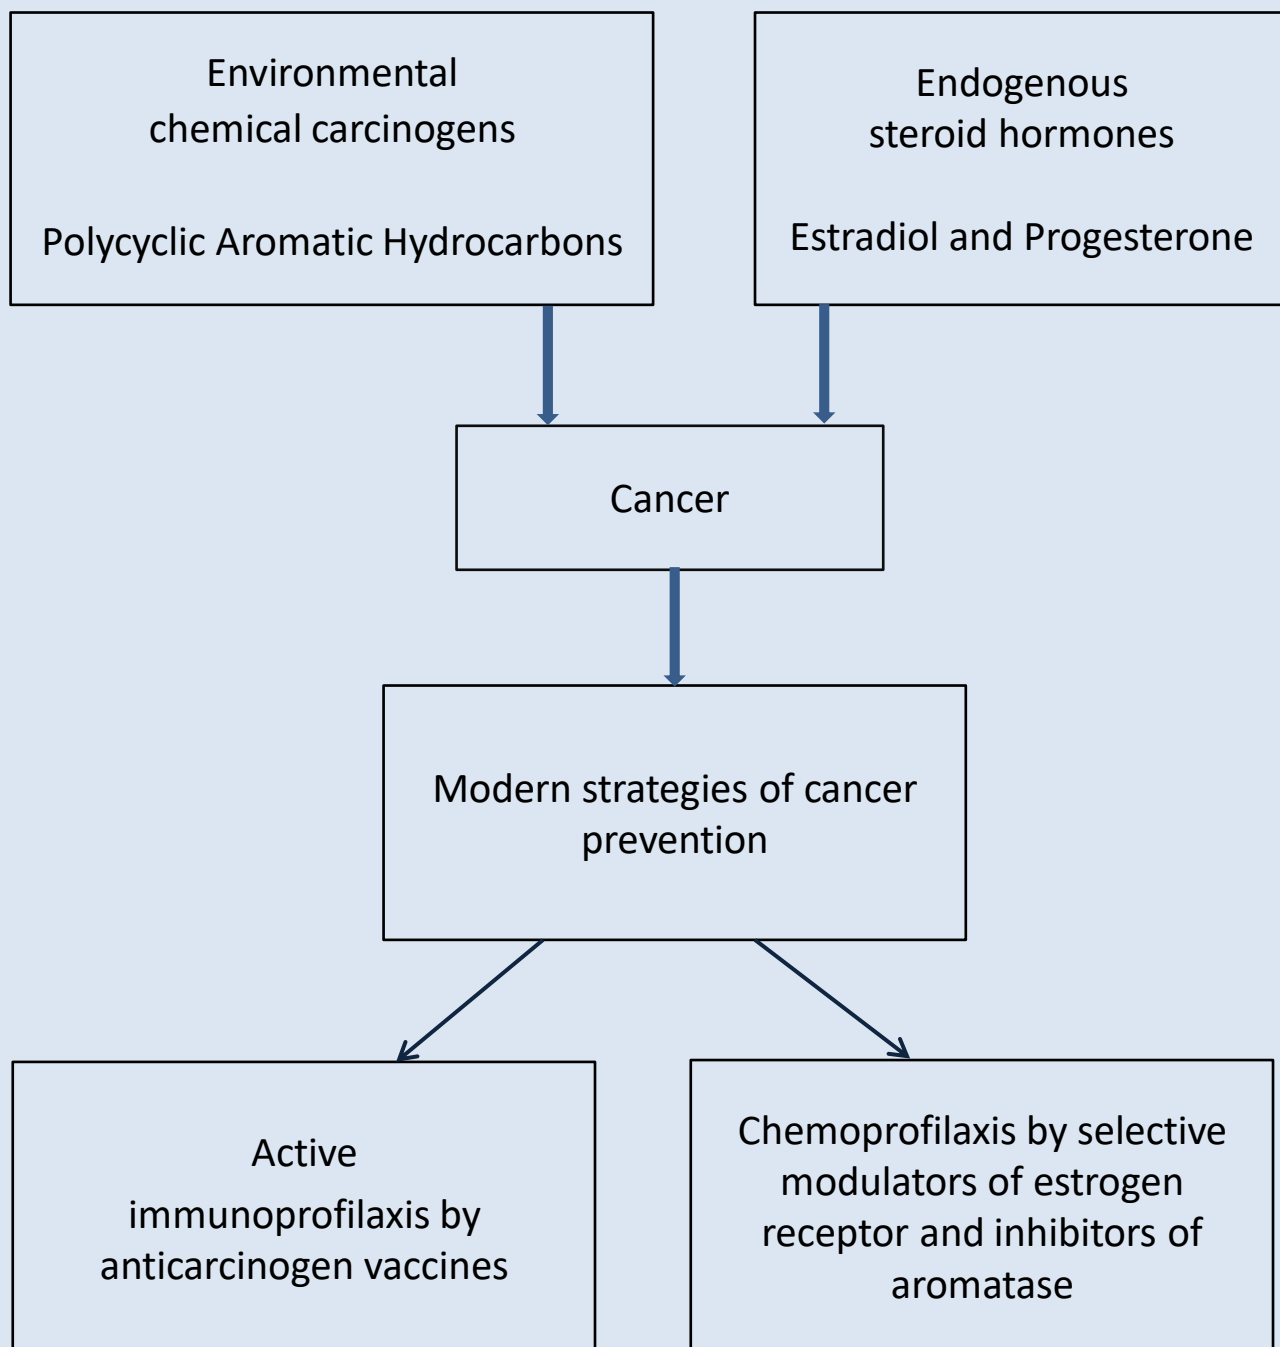 Environmental
chemical carcinogens
Polycyclic Aromatic Hydrocarbons
Endogenous
steroid hormones
Estradiol and Progesterone
Cancer
Modern strategies of cancer
prevention
Active
immunoprofilaxis by
anticarcinogen vaccines
Chemoprofilaxis by selective
modulators of estrogen
receptor and inhibitors of
aromatase